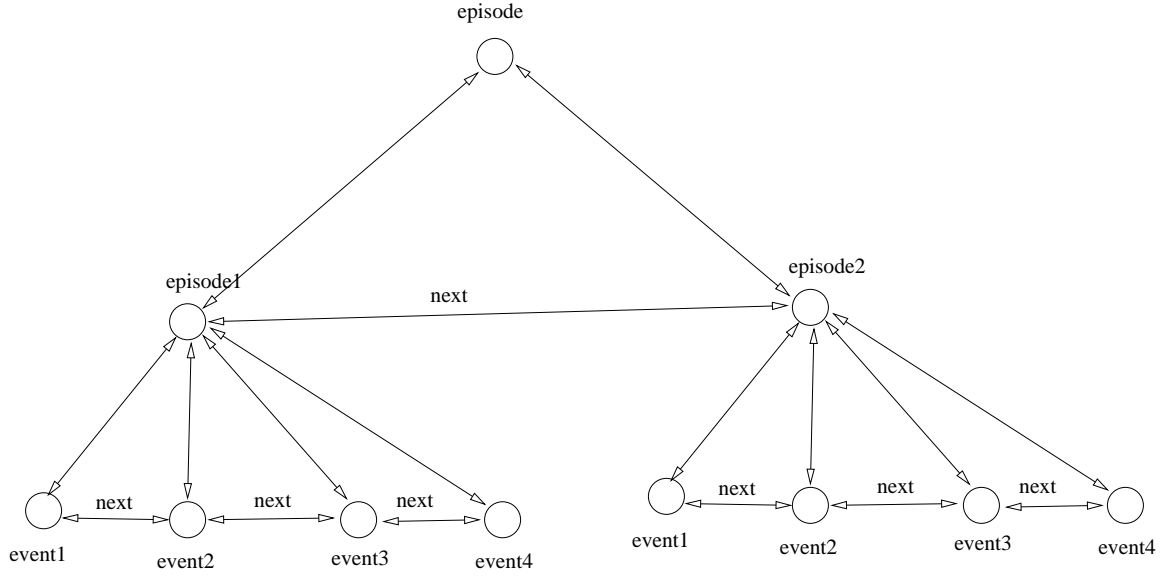 episode
episode1
episode2
next
next
next
next
next
next
next
event1
event2
event3
event4
event1
event2
event3
event4